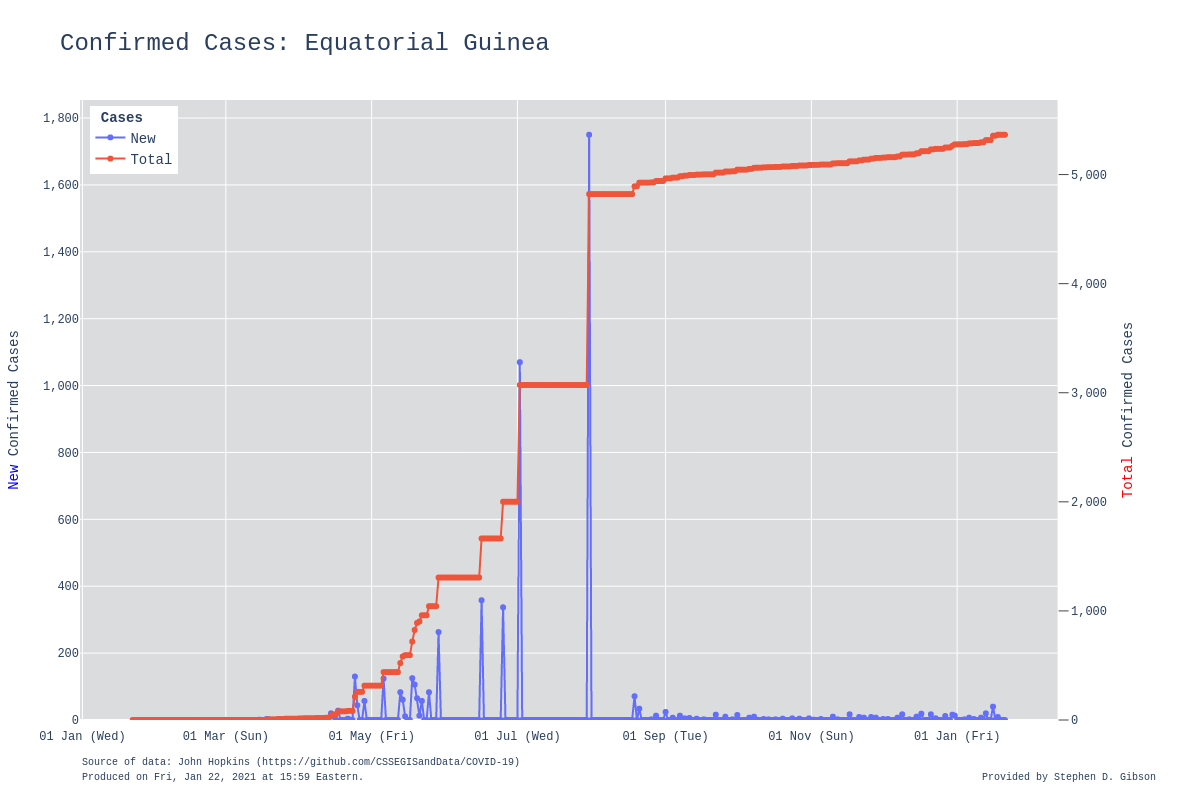 Confirmed Cases: Equatorial Guinea
Cases
New
Total
1,800
1,600
1,400
1,200
1,000
800
600
400
200
0
New Confirmed Cases
5,000
4,000
3,000
2,000
1,000
0
Total Confirmed Cases
01 Jan (Wed) 01 Mar (Sun) 01 May (Fri) 01 Jul (Wed) 01 Sep (Tue) 01 Nov (Sun) 01 Jan (Fri)
Source of data: John Hopkins (https://github.com/CSSEGISandData/COVID-19)
Produced on Fri, Jan 22, 2021 at 15:59 Eastern.
Provided by Stephen D. Gibson